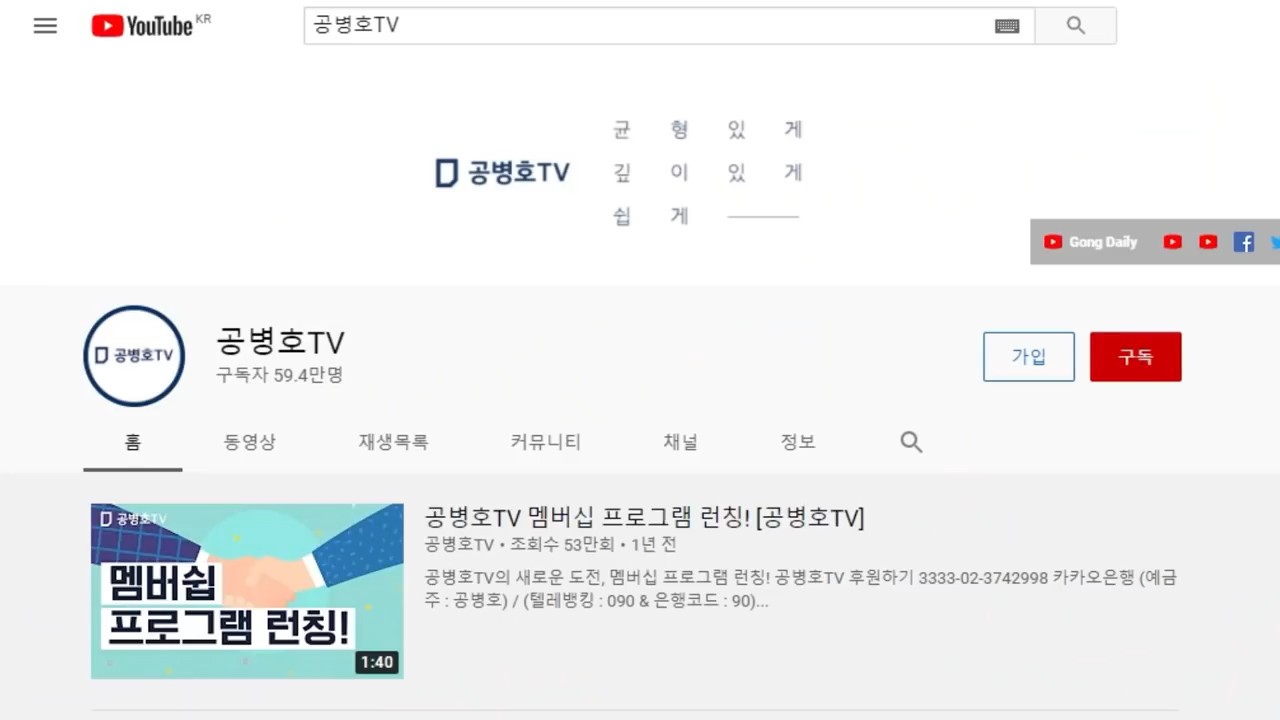 YouTube KR
공병호TV
균 형 있 게
공병호TV
깊 이 있 게
쉽 게
Gong Daily
공병호TV
공병호TV
구독자 59.4만명
가입
구독
홈
동영상
재생목록
커뮤니티
채널
정보
공병호TV
멤버쉽
프로그램 런칭!
1:40
공병호TV 멤버십 프로그램 런칭! [공병호TV]
공병호TV • 조회수 53만회 • 1년 전
공병호TV의 새로운 도전, 멤버십 프로그램 런칭! 공병호TV 후원하기 3333-02-3742998 카카오은행 (예금
주 : 공병호) / (텔레뱅킹 : 090 & 은행코드 : 90)...